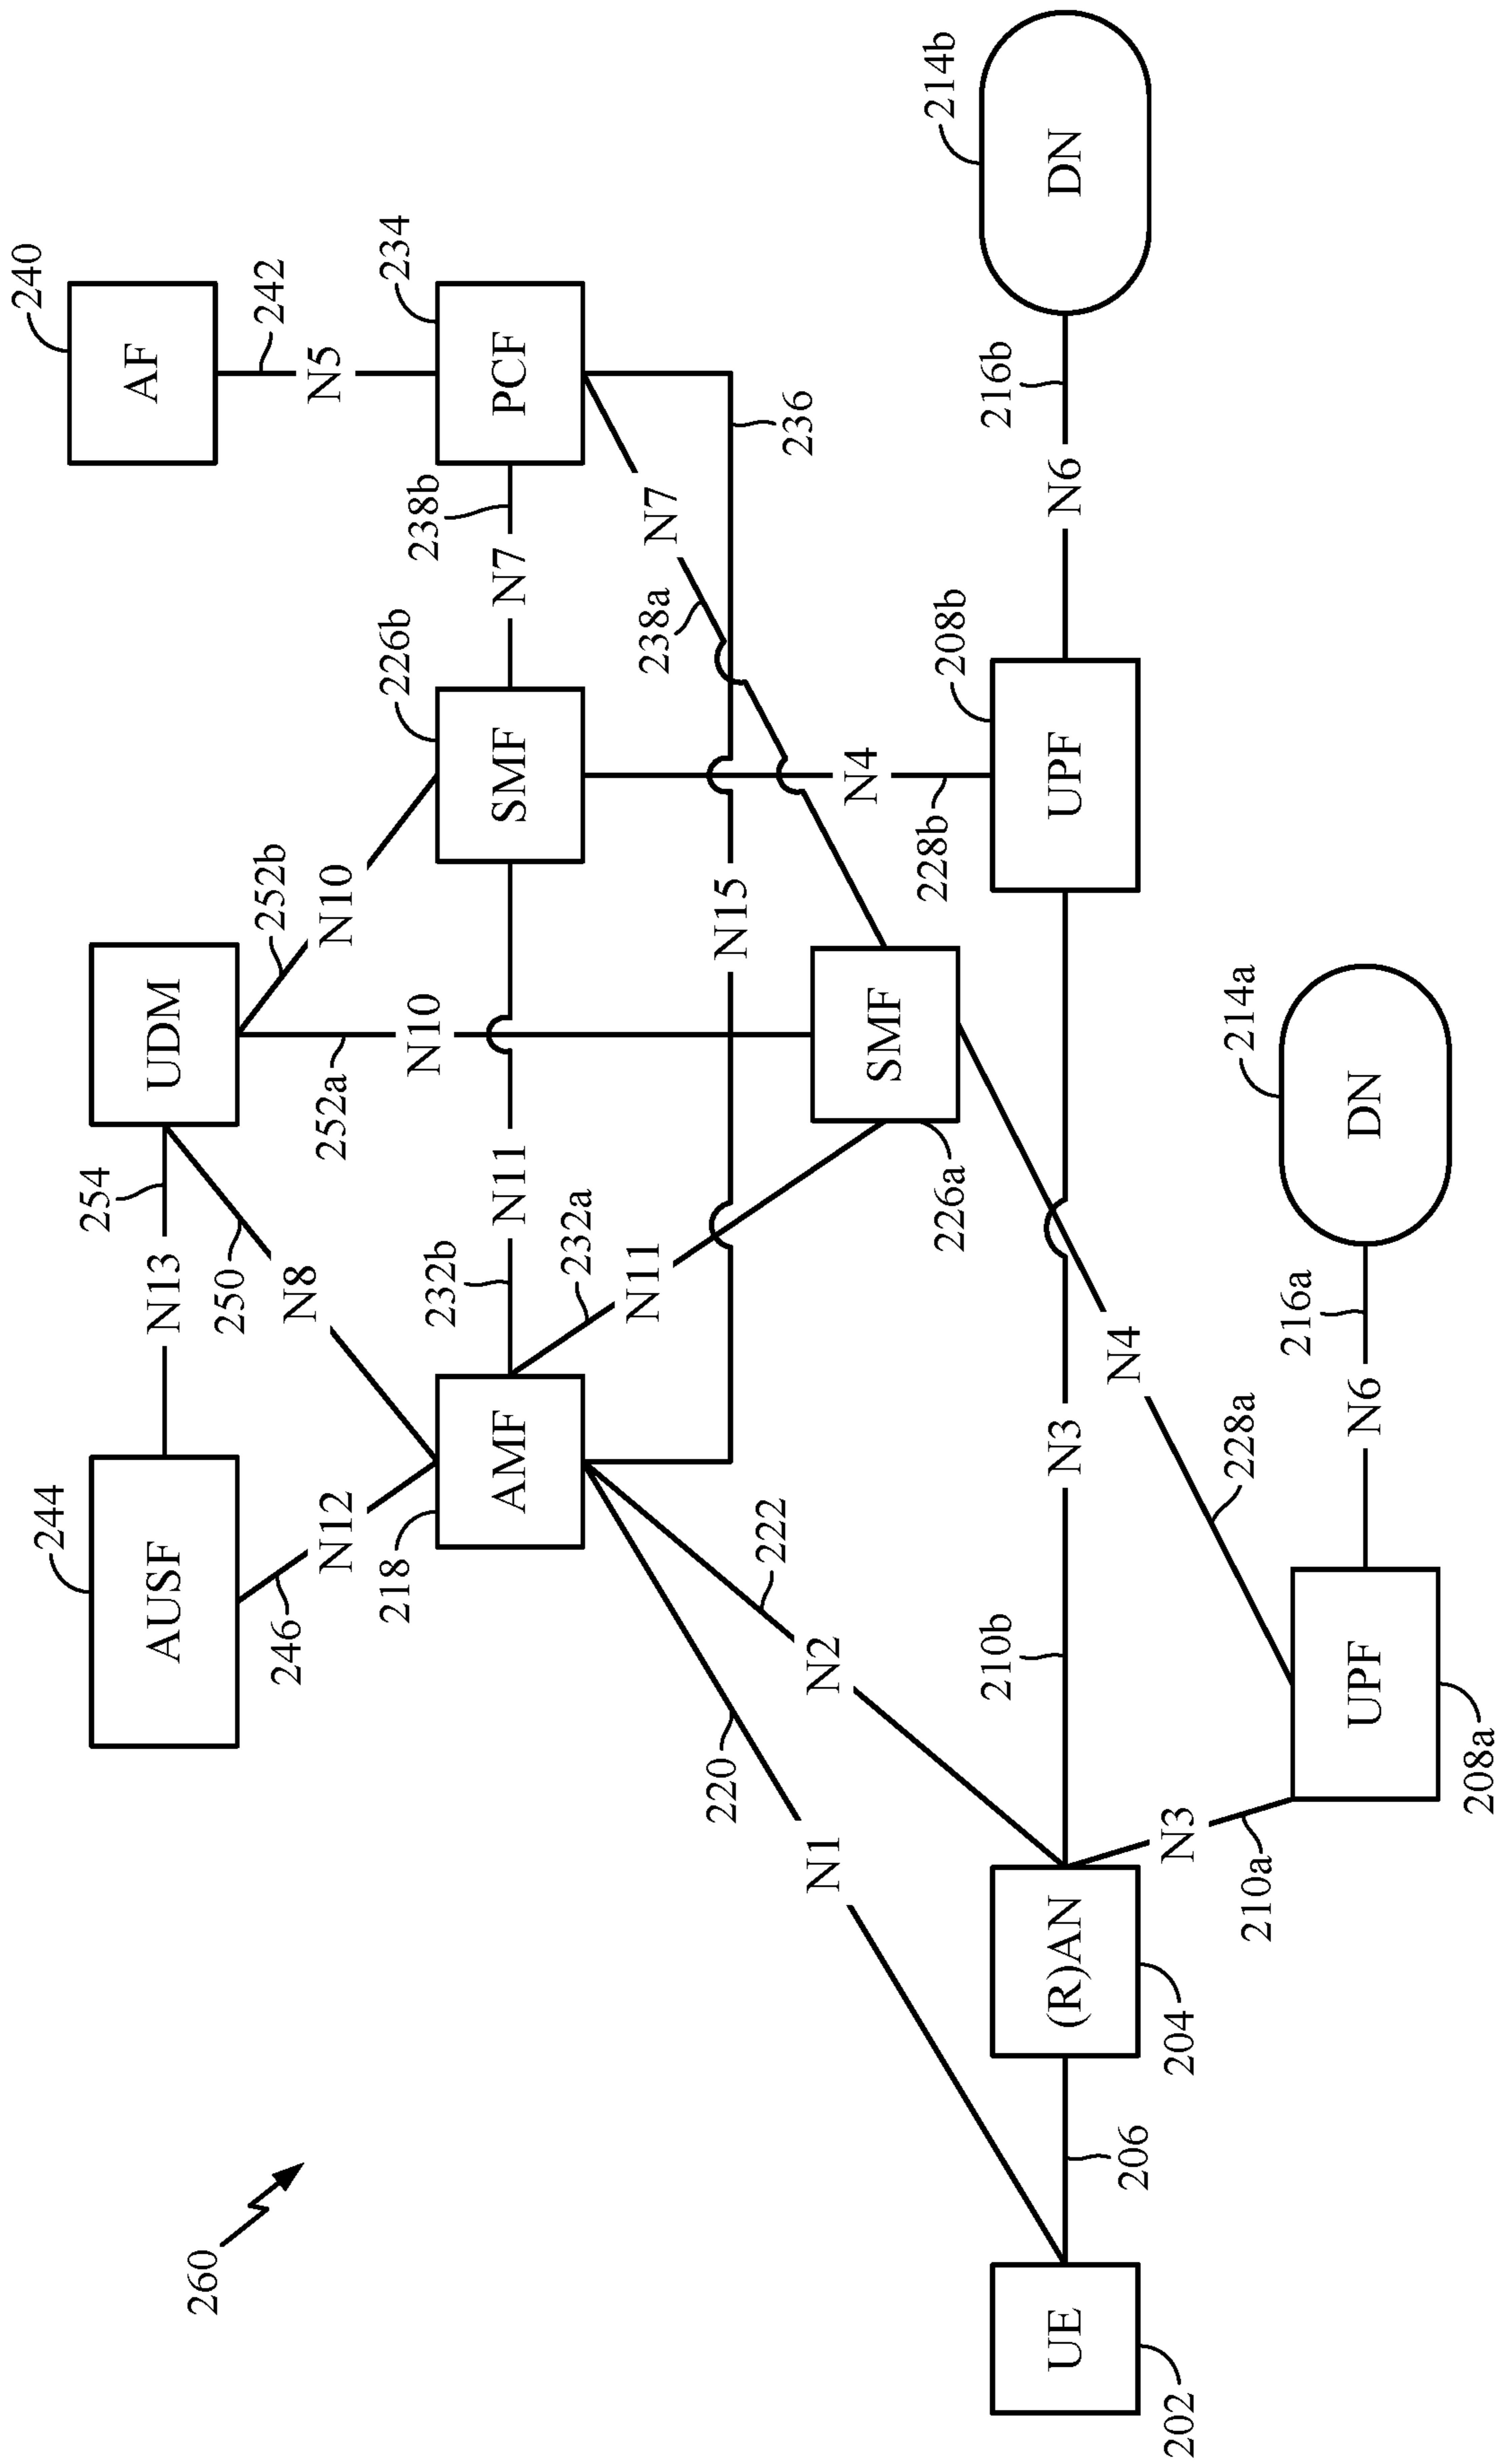 240
244
254
AF
AUSF
N13
UDM
260
250
252b
242
246
N8
252a
N5
N12
N10
218
226b
234
N10
238b
232b
AMF
N11
SMF
N7
PCF
232a
N11
238a
N7
220
N15
222
236
N1
N2
N4
SMF
228b
214b
226a
208b
210b
216b
UE
(R)AN
N3
UPF
N6
DN
N4
206
202
204
N3
228a
214a
210a
216a
UPF
N6
DN
208a